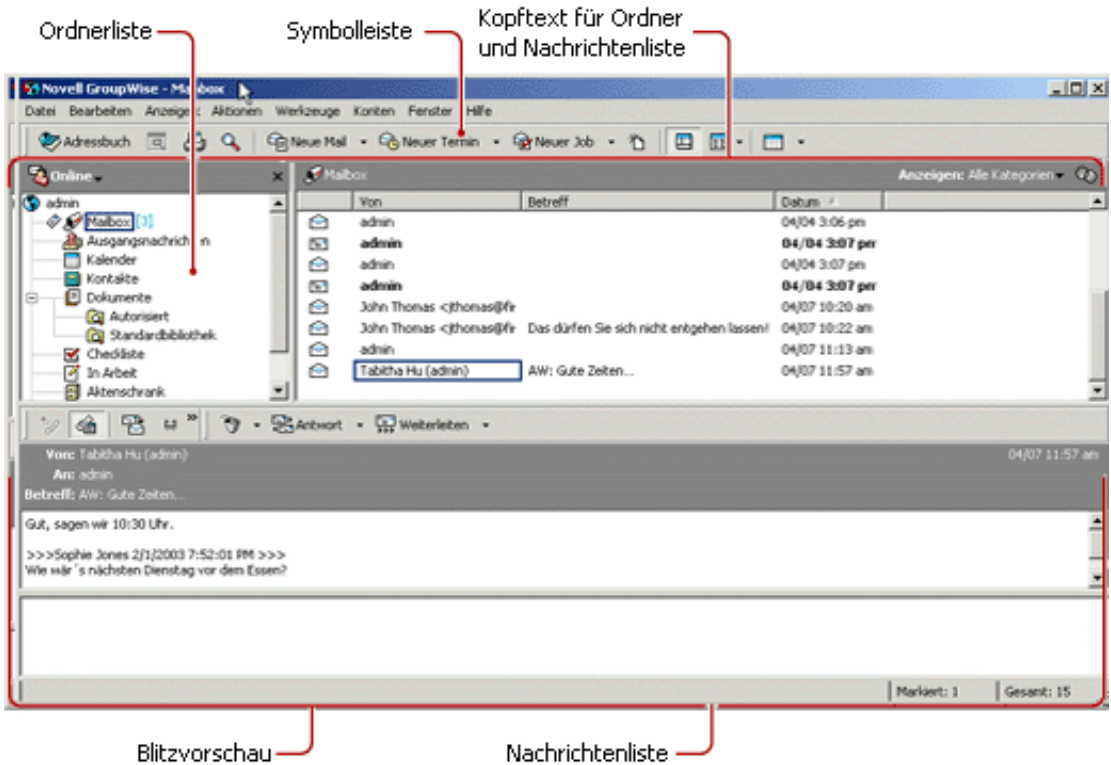 Ordnerliste
Symbolleiste
Kopftext für Ordner
und Nachrichtenliste
Novell GroupWise - Mailbox
Datei Bearbeiten Anzeigen Aktionen Werkzeuge Konten Fenster Hilfe
Adressbuch Neue Mail Neuer Termin Neuer Job
Online Mailbox Anzeigen: Alle Kategorien
admin
Mailbox [3]
Ausgangsnachrichten
Kalender
Kontakte
Dokumente
Autorisiert
Standardbibliothek
Checkliste
In Arbeit
Aktenschrank
Von Betreff Datum
admin 04/04 3:06 pm
admin 04/04 3:07 pm
admin 04/04 3:07 pm
admin 04/04 3:07 pm
John Thomas <jthomas@fi 04/07 10:20 am
John Thomas <jthomas@fi Das dürfen Sie sich nicht entgehen lassen! 04/07 10:22 am
admin 04/07 11:13 am
Tabitha Hu (admin) AW: Gute Zeiten... 04/07 11:57 am
Antwort Weiterleiten
Von: Tabitha Hu (admin) 04/07 11:57 am
An: admin
Betreff: AW: Gute Zeiten...
Gut, sagen wir 10:30 Uhr.
>>>Sophie Jones 2/1/2003 7:52:01 PM >>>
Wie wär´s nächsten Dienstag vor dem Essen?
Markiert: 1 Gesamt: 15
Blitzvorschau
Nachrichtenliste